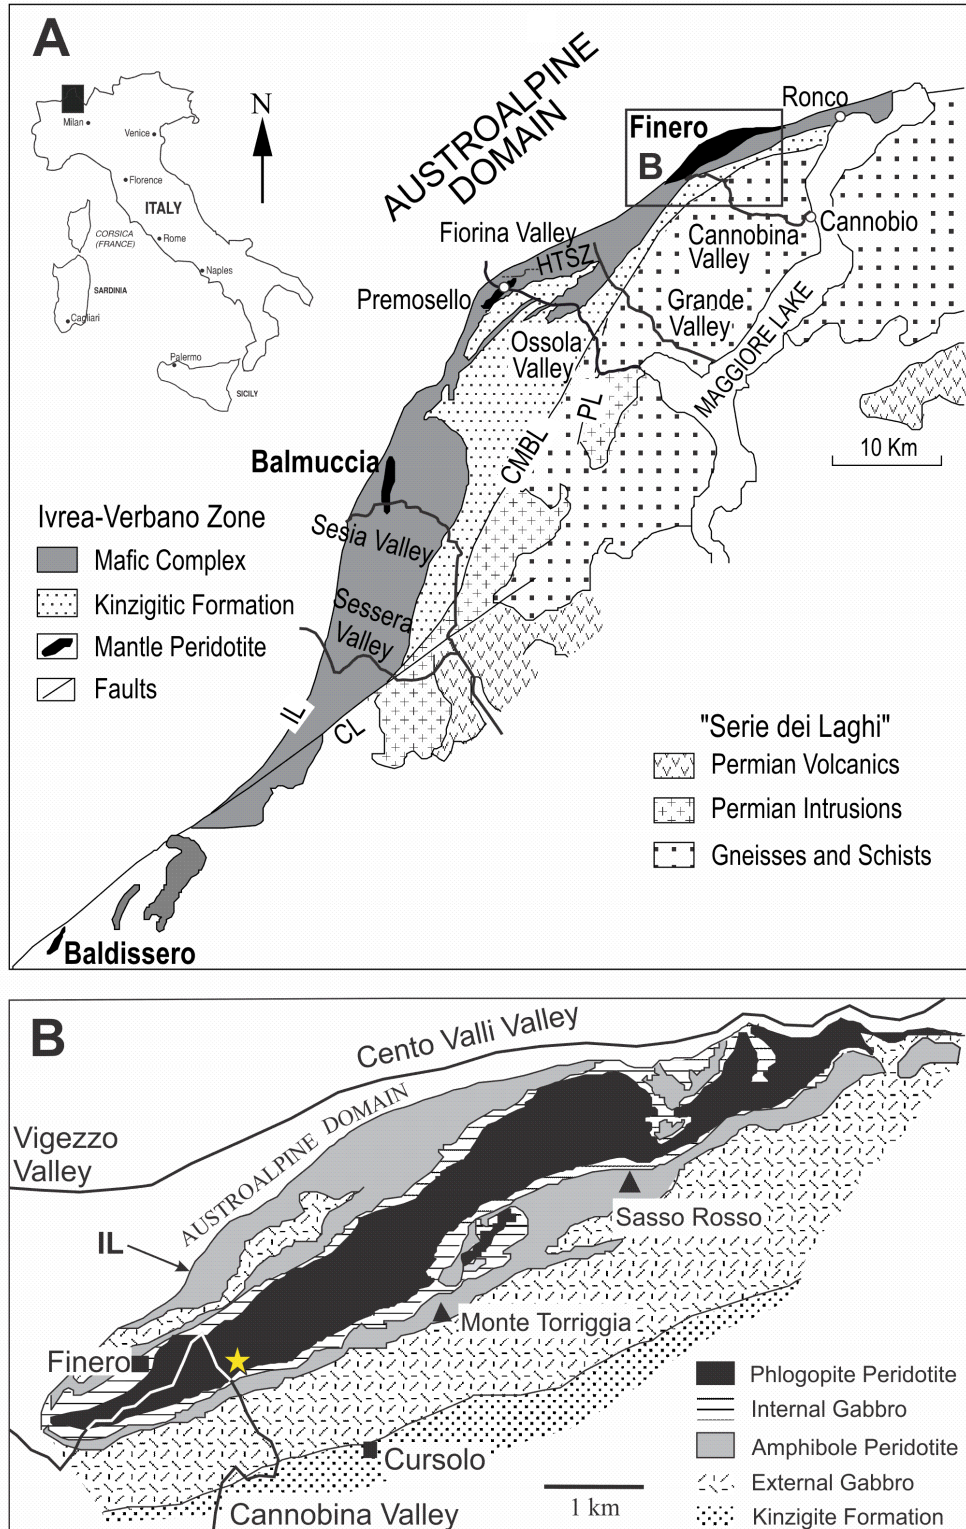 A
AUSTROALPINE
DOMAIN
N
Milan
Venice
Florence
ITALY
CORSICA
(FRANCE)
Rome
Naples
SARDINIA
Cagliari
Palermo
SICILY
Ronco
Finero
B
Fiorina Valley
HTSZ
Cannobina
Valley
Cannobio
Premosello
Grande
Valley
Ossola
Valley
MAGGIORE LAKE
PL
CMBL
10 Km
Balmuccia
Sesia Valley
Ivrea-Verbano Zone
Mafic Complex
Kinzigitic Formation
Mantle Peridotite
Faults
Sessera
Valley
IL
CL
"Serie dei Laghi"
Permian Volcanics
Permian Intrusions
Gneisses and Schists
Baldissero
B
Cento Valli Valley
AUSTROALPINE DOMAIN
Vigezzo
Valley
IL
Sasso Rosso
Monte Torriggia
Finero
Cursolo
Cannobina Valley
1 km
Phlogopite Peridotite
Internal Gabbro
Amphibole Peridotite
External Gabbro
Kinzigite Formation